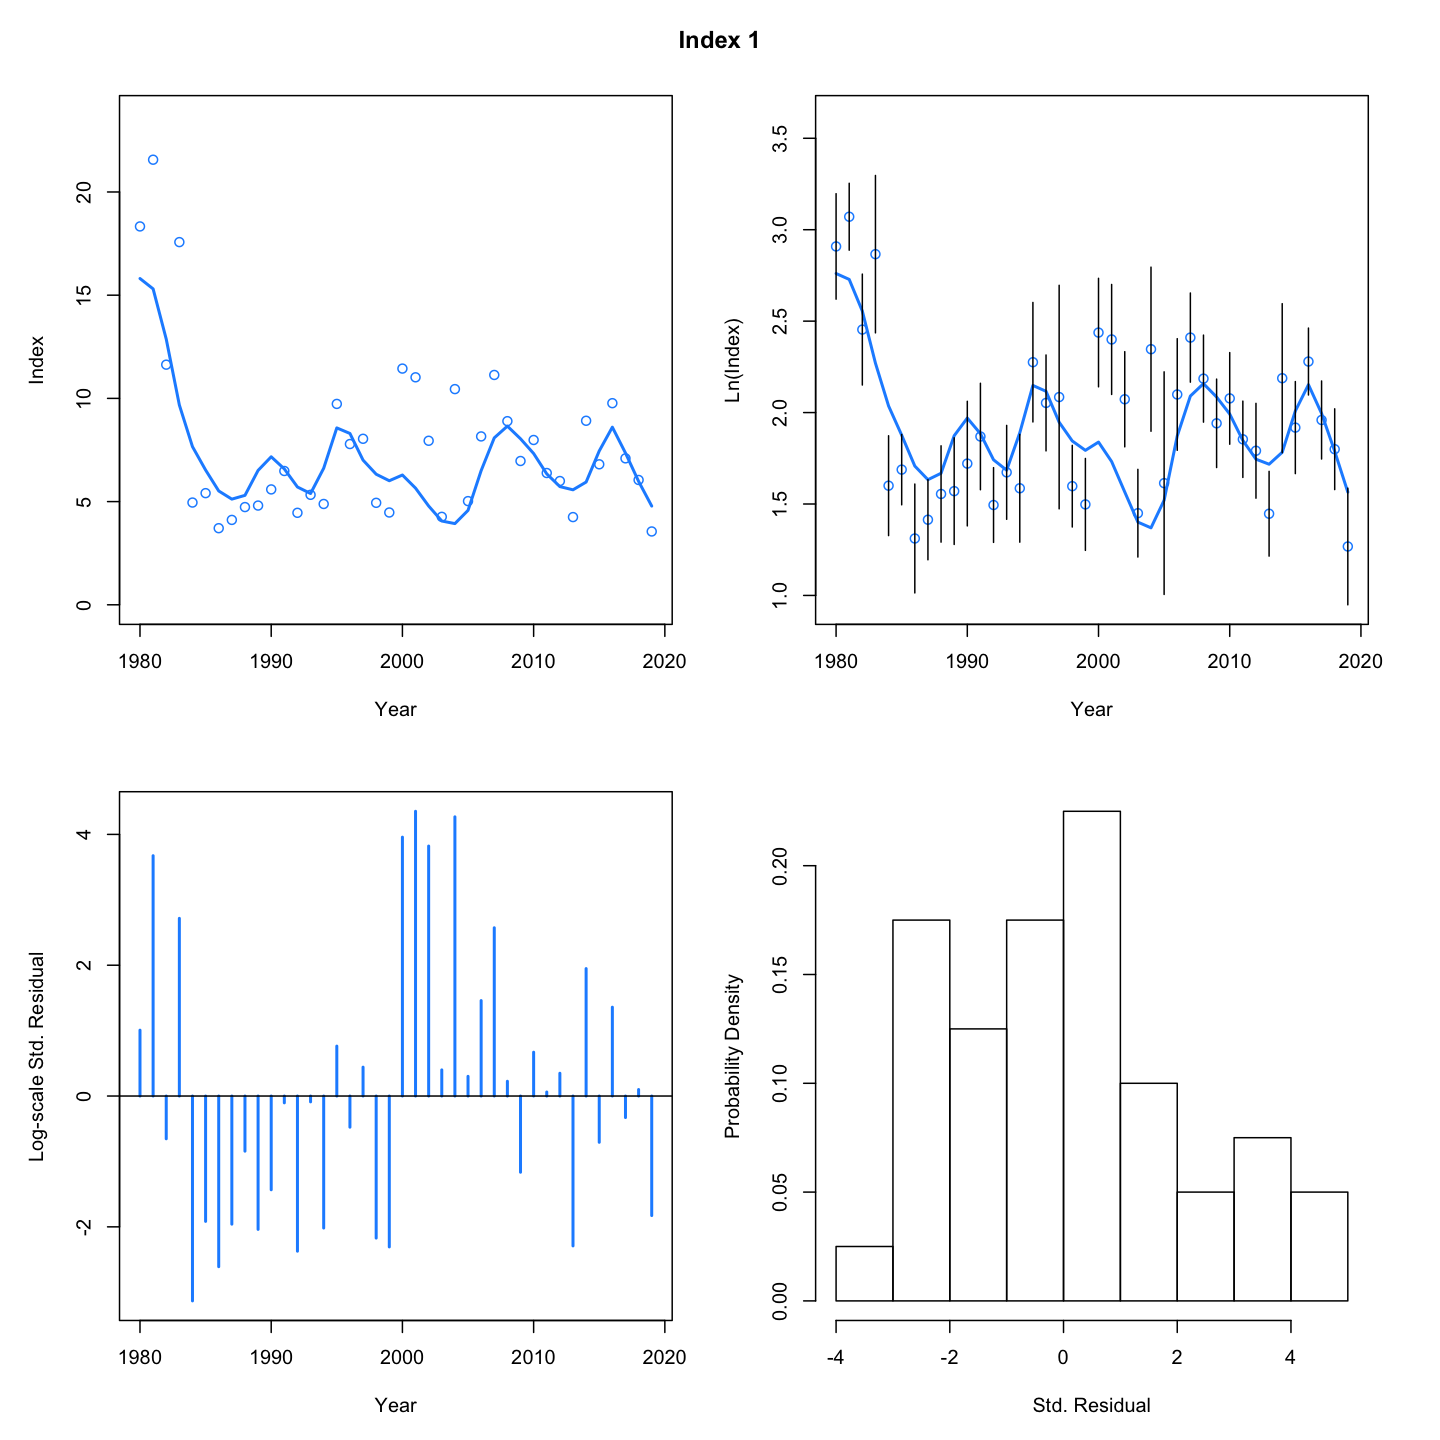 Index 1
Index
0 5 10 15 20
1980 1990 2000 2010 2020
Year
Ln(Index)
1.0 1.5 2.0 2.5 3.0 3.5
1980 1990 2000 2010 2020
Year
Log-scale Std. Residual
-2 0 2 4
1980 1990 2000 2010 2020
Year
Probability Density
0.00 0.05 0.10 0.15 0.20
-4 -2 0 2 4
Std. Residual